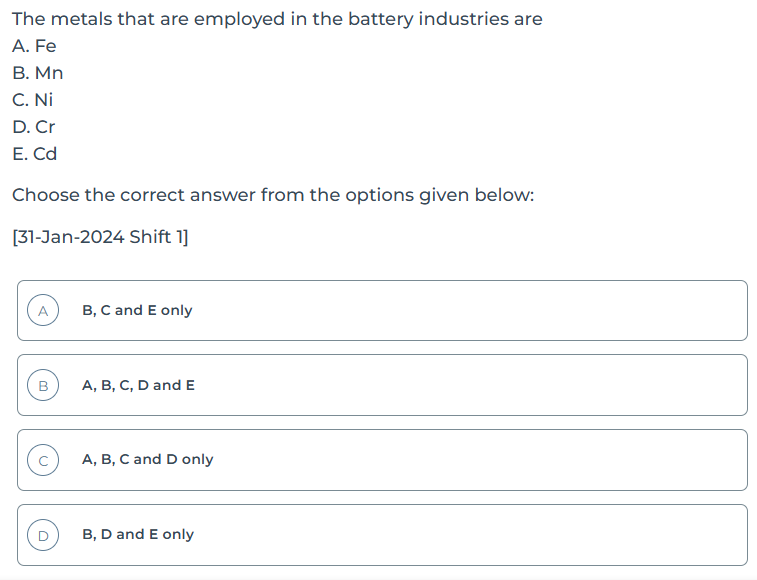 The metals that are employed in the battery industries are
A. Fe
B. Mn
C. Ni
D. Cr
E. Cd
Choose the correct answer from the options given below:
[31-Jan-2024 Shift 1]
A B, C and E only
B A, B, C, D and E
C A, B, C and D only
D B, D and E only